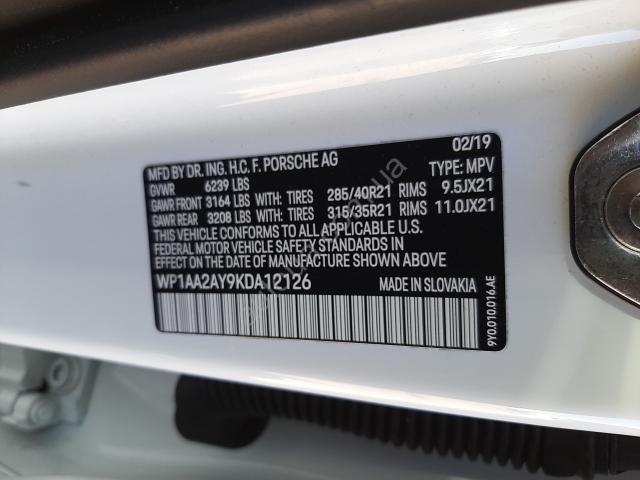 MFD BY DR. ING. H.C. F. PORSCHE AG 02/19
GVWR 6239 LBS TYPE: MPV
GAWR FRONT 3164 LBS WITH: TIRES 285/40R21 RIMS 9.5JX21
GAWR REAR 3208 LBS WITH: TIRES 315/35R21 RIMS 11.0JX21
THIS VEHICLE CONFORMS TO ALL APPLICABLE U.S.
FEDERAL MOTOR VEHICLE SAFETY STANDARDS IN
EFFECT ON THE DATE OF MANUFACTURE SHOWN ABOVE
WP1AA2AY9KDA12126 MADE IN SLOVAKIA
9Y0.010.016.AE